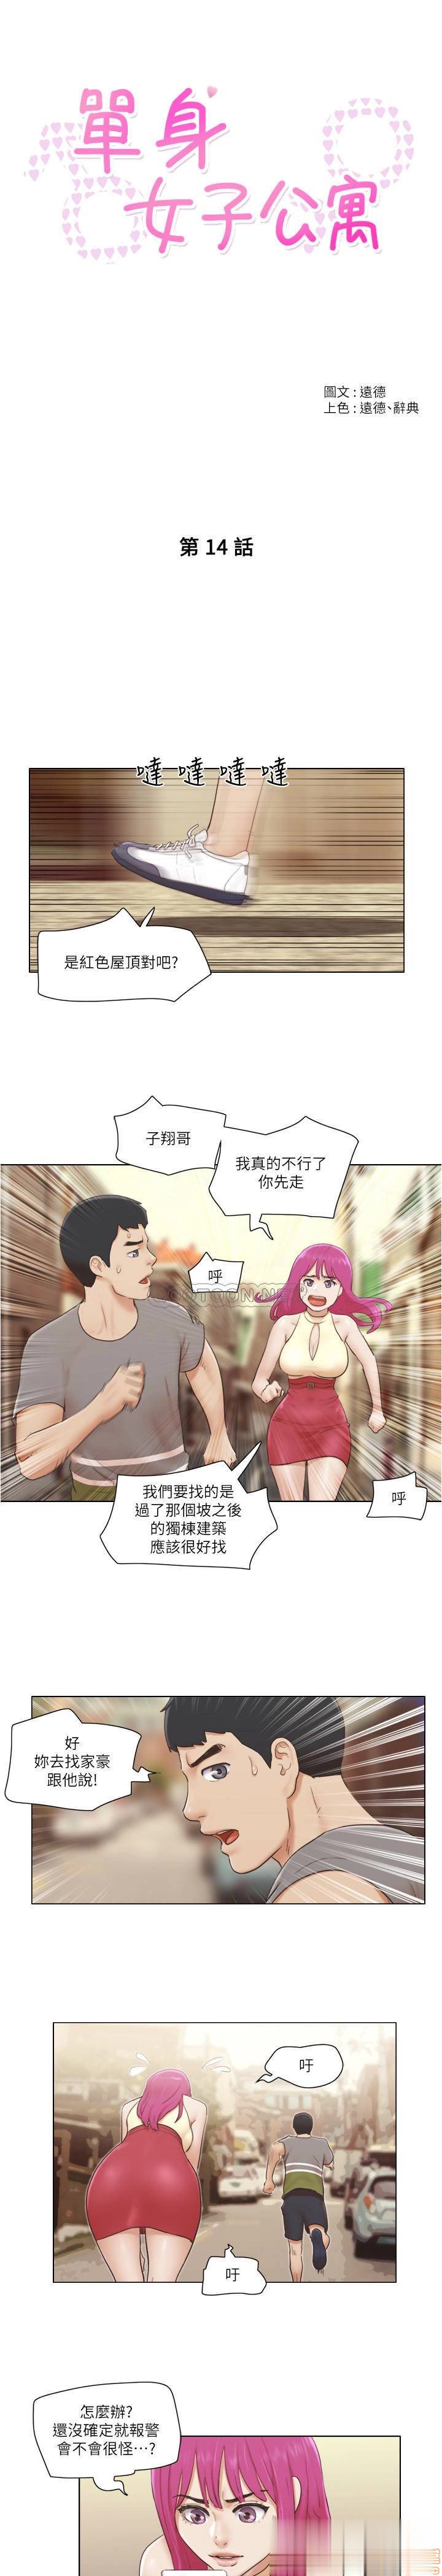 單身
女子公寓
圖文 : 遠德
上色 : 遠德、辭典
第 14 話
噠 噠 噠 噠
是紅色屋頂對吧?
子翔哥
我真的不行了
你先走
呼
我們要找的是
過了那個坡之後
的獨棟建築
應該很好找
呼
好
妳去找家豪
跟他說!
吁
吁
怎麼辦?
還沒確定就報警
會不會很怪…?